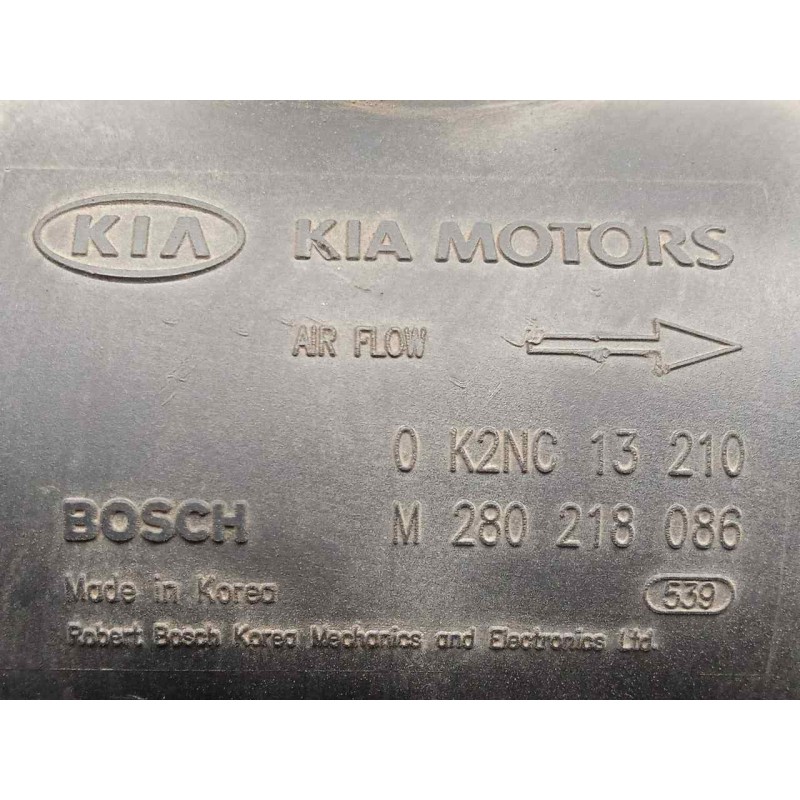 KIA KIA MOTORS
AIR FLOW
0 K2NC 13 210
BOSCH M 280 218 086
Made in Korea 539
Robert Bosch Korea Mechanics and Electronics Ltd.